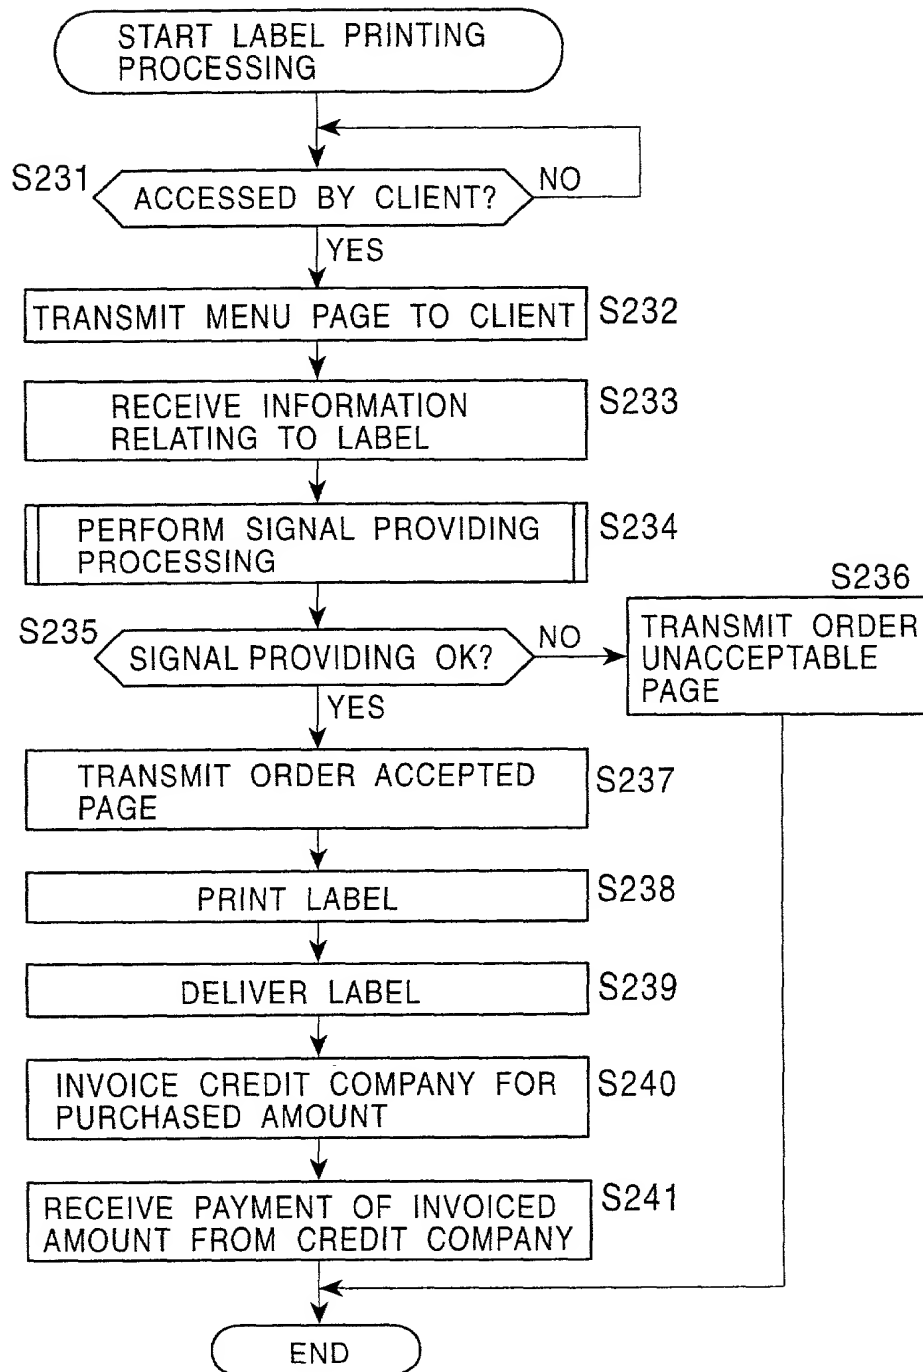 START LABEL PRINTING
PROCESSING
S231
ACCESSED BY CLIENT?
NO
YES
TRANSMIT MENU PAGE TO CLIENT
S232
RECEIVE INFORMATION
RELATING TO LABEL
S233
PERFORM SIGNAL PROVIDING
PROCESSING
S234
S235
SIGNAL PROVIDING OK?
NO
YES
S236
TRANSMIT ORDER
UNACCEPTABLE
PAGE
TRANSMIT ORDER ACCEPTED
PAGE
S237
PRINT LABEL
S238
DELIVER LABEL
S239
INVOICE CREDIT COMPANY FOR
PURCHASED AMOUNT
S240
RECEIVE PAYMENT OF INVOICED
AMOUNT FROM CREDIT COMPANY
S241
END